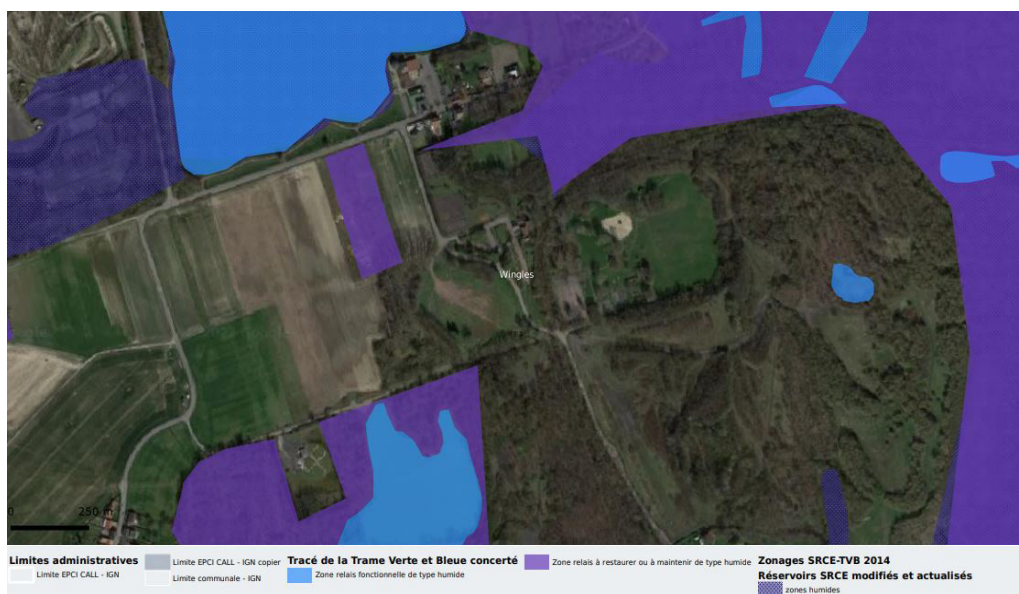 Wingles
0
250 m
Limites administratives
Limite EPCI CALL - IGN
Limite EPCI CALL - IGN copier
Limite communale - IGN
Tracé de la Trame Verte et Bleue concerté
Zone relais fonctionnelle de type humide
Zone relais à restaurer ou à maintenir de type humide
Zonages SRCE-TVB 2014
Réservoirs SRCE modifiés et actualisés
zones humides